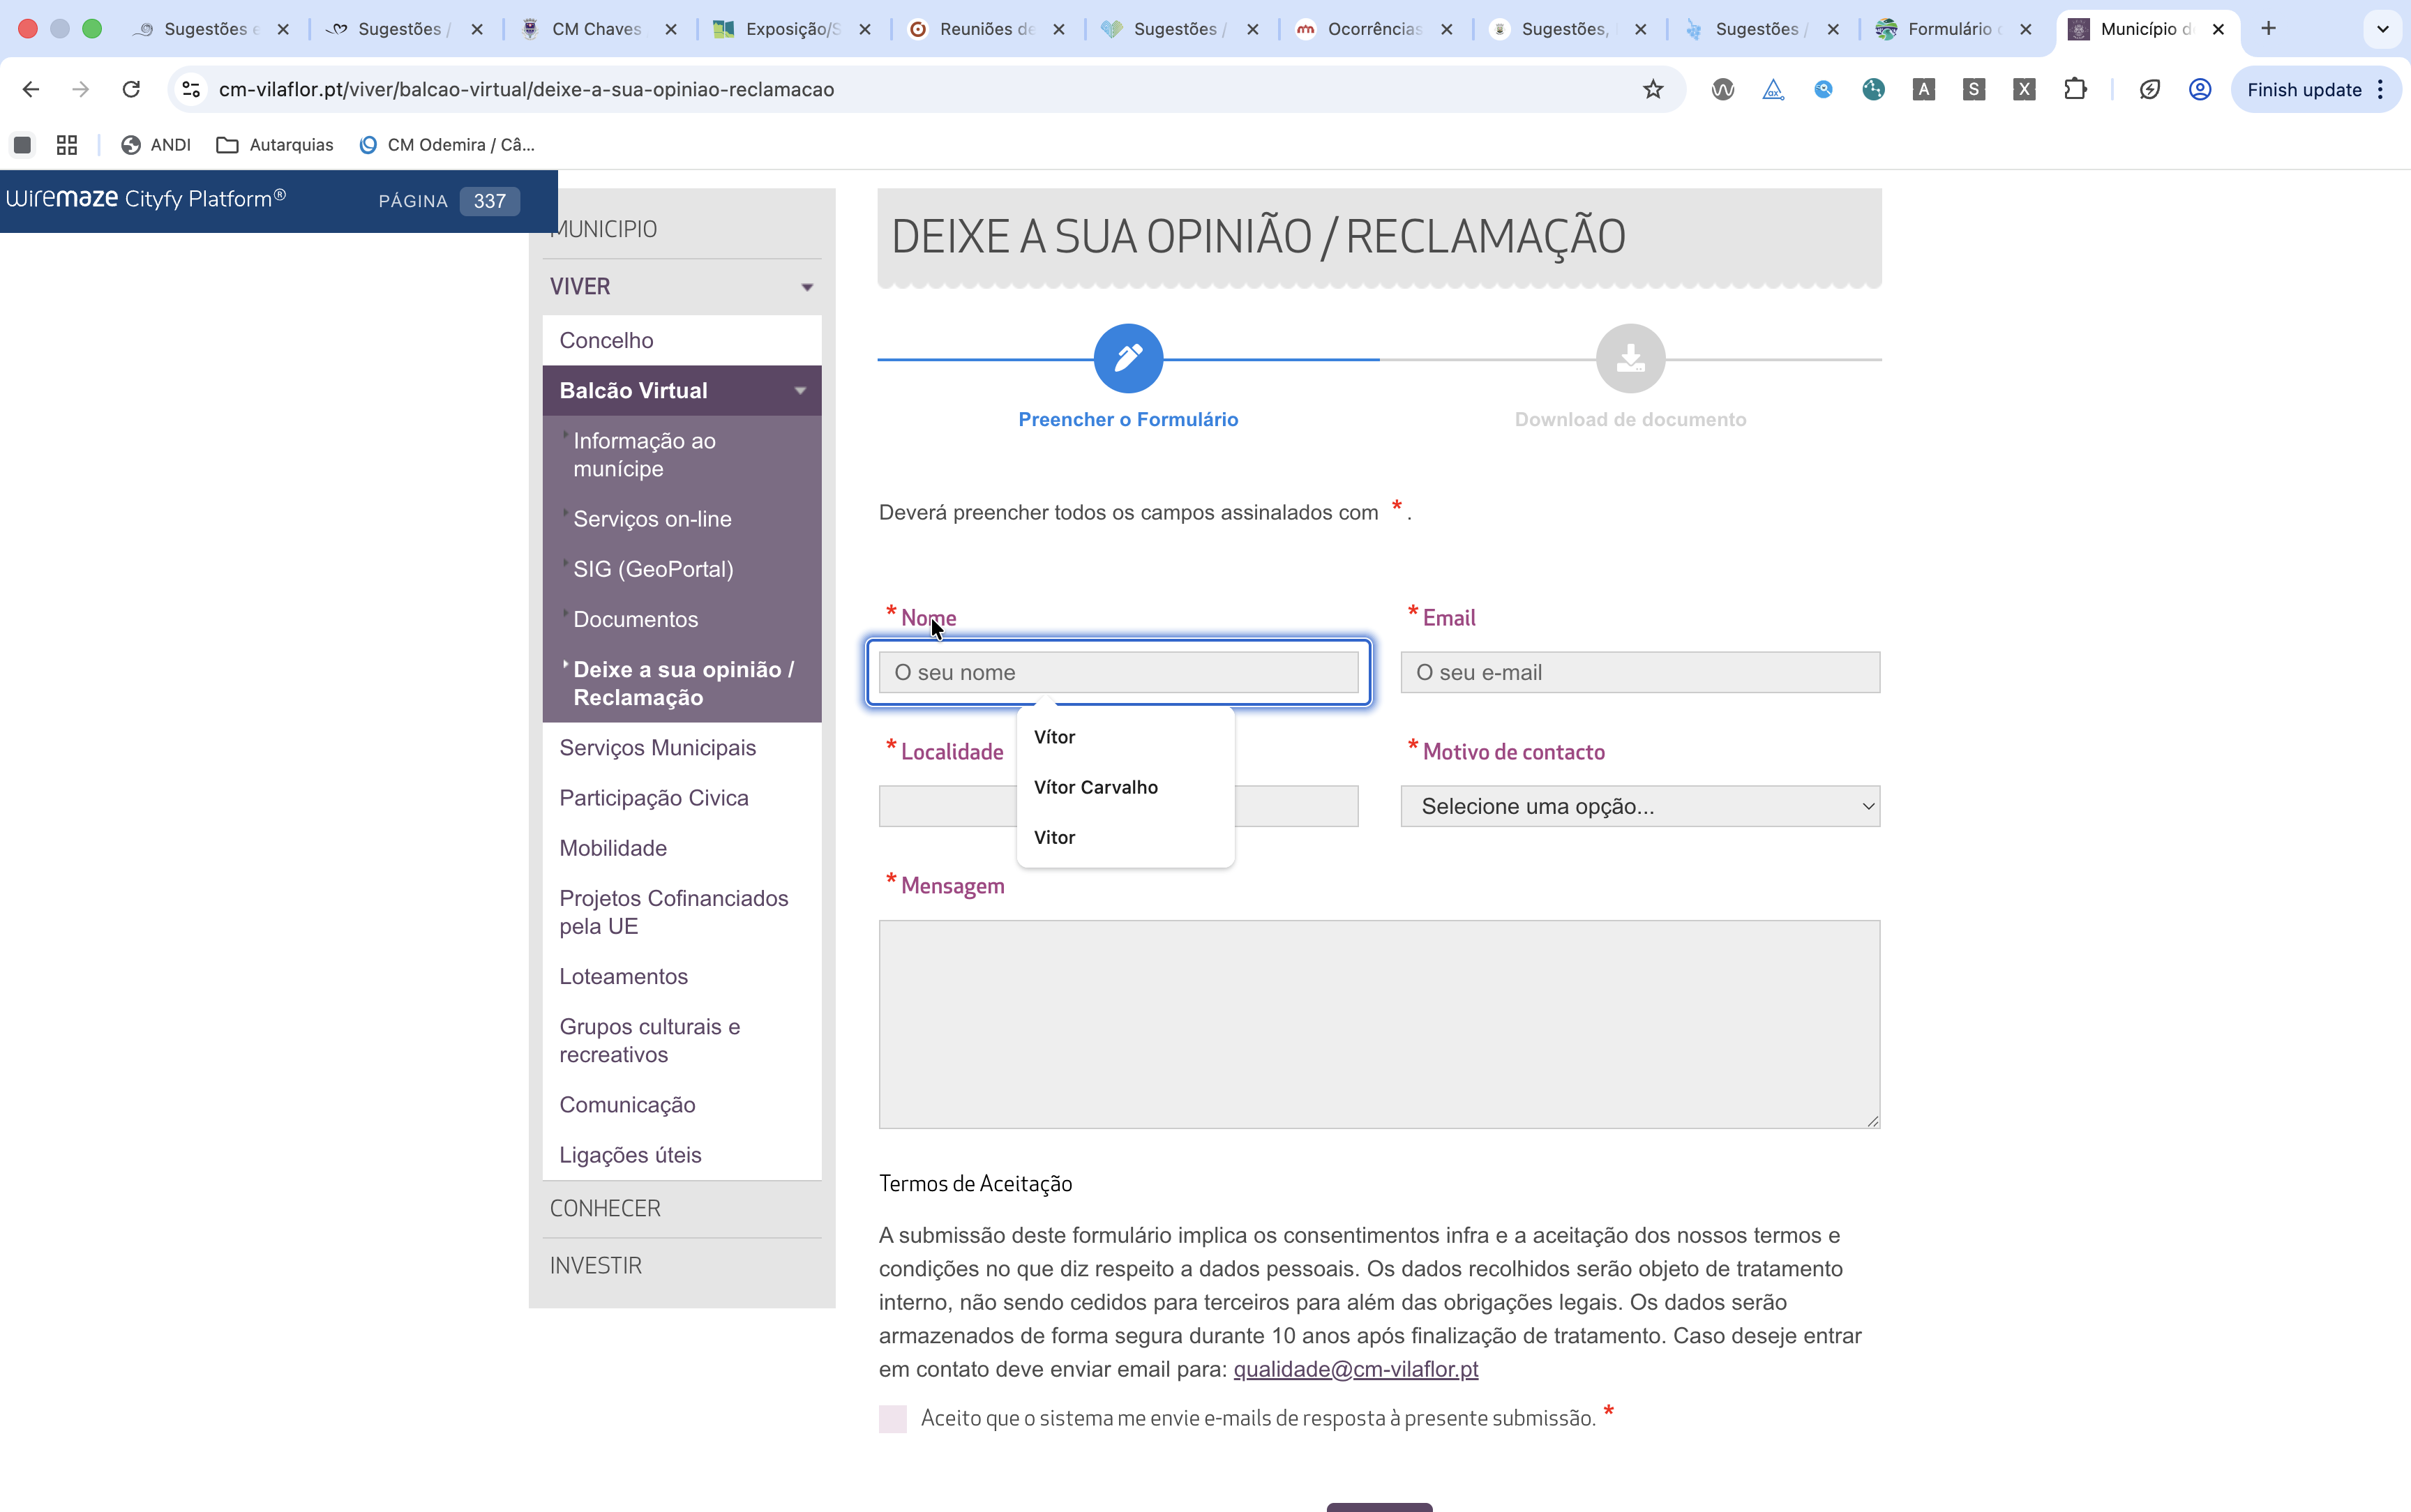 Sugestões e
Sugestões /
CM Chaves
Exposição/S
Reuniões de
Sugestões /
Ocorrências
Sugestões,
Sugestões /
Formulário d
Município d
cm-vilaflor.pt/viver/balcao-virtual/deixe-a-sua-opiniao-reclamacao
Finish update
ANDI
Autarquias
CM Odemira / Câ...
wiremaze Cityfy Platform®
PÁGINA 337
MUNICIPIO
VIVER
Concelho
Balcão Virtual
Informação ao
munícipe
Serviços on-line
SIG (GeoPortal)
Documentos
Deixe a sua opinião /
Reclamação
Serviços Municipais
Participação Civica
Mobilidade
Projetos Cofinanciados
pela UE
Loteamentos
Grupos culturais e
recreativos
Comunicação
Ligações úteis
CONHECER
INVESTIR
DEIXE A SUA OPINIÃO / RECLAMAÇÃO
Preencher o Formulário
Download de documento
Deverá preencher todos os campos assinalados com * .
* Nome
O seu nome
* Email
O seu e-mail
Vítor
Vítor Carvalho
Vitor
* Localidade
* Motivo de contacto
Selecione uma opção...
* Mensagem
Termos de Aceitação
A submissão deste formulário implica os consentimentos infra e a aceitação dos nossos termos e
condições no que diz respeito a dados pessoais. Os dados recolhidos serão objeto de tratamento
interno, não sendo cedidos para terceiros para além das obrigações legais. Os dados serão
armazenados de forma segura durante 10 anos após finalização de tratamento. Caso deseje entrar
em contato deve enviar email para: qualidade@cm-vilaflor.pt
Aceito que o sistema me envie e-mails de resposta à presente submissão. *